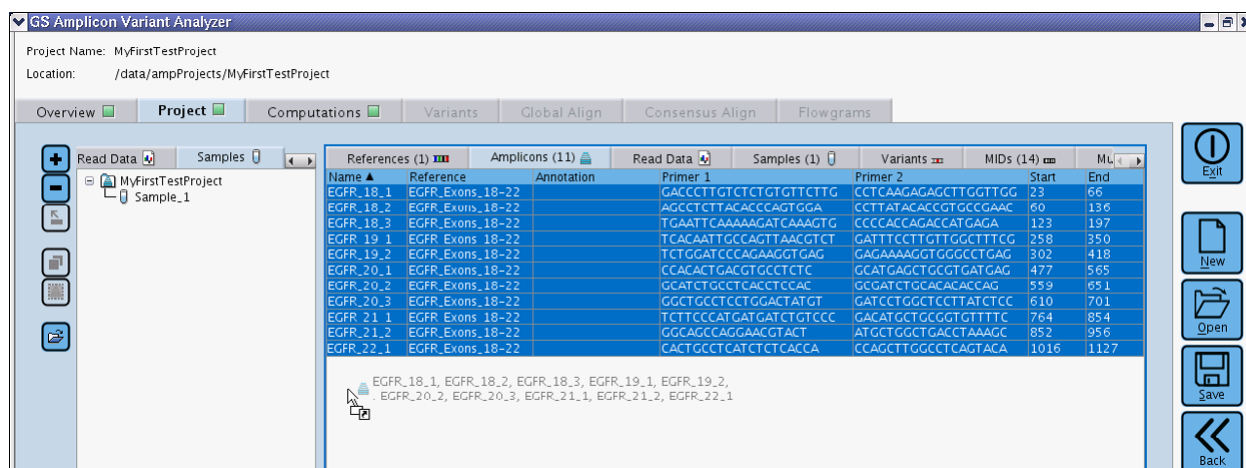 GS Amplicon Variant Analyzer
Project Name: MyFirstTestProject
Location: /data/ampProjects/MyFirstTestProject
Overview Project Computations Variants Global Align Consensus Align Flowgrams
Read Data Samples
MyFirstTestProject
Sample_1
References (1) Amplicons (11) Read Data Samples (1) Variants MIDs (14) Mu
Name Reference Annotation Primer 1 Primer 2 Start End
EGFR_18_1 EGFR_Exons_18-22 GACCCTTGTCTCTGTGTTCTTG CCTCAAGAGAGCTTGGTTGG 23 66
EGFR_18_2 EGFR_Exons_18-22 AGCCTCTTACACCCAGTGGA CCTTATACACCGTGCCGAAC 60 136
EGFR_18_3 EGFR_Exons_18-22 TGAATTCAAAAAGATCAAAGTG CCCCACCAGACCATGAGA 123 197
EGFR_19_1 EGFR_Exons_18-22 TCACAATTGCCAGTTAACGTCT GATTTCCTTGTTGGCTTTCG 258 350
EGFR_19_2 EGFR_Exons_18-22 TCTGGATCCCAGAAGGTGAG GAGAAAAGGTGGGCCTGAG 302 418
EGFR_20_1 EGFR_Exons_18-22 CCACACTGACGTGCCTCTC GCATGAGCTGCGTGATGAG 477 565
EGFR_20_2 EGFR_Exons_18-22 GCATCTGCCTCACCTCCAC GCGATCTGCACACACCAG 559 651
EGFR_20_3 EGFR_Exons_18-22 GGCTGCCTCCTGGACTATGT GATCCTGGCTCCTTATCTCC 610 701
EGFR_21_1 EGFR_Exons_18-22 TCTTCCCATGATGATCTGTCCC GACATGCTGCGGTGTTTTC 764 854
EGFR_21_2 EGFR_Exons_18-22 GGCAGCCAGGAACGTACT ATGCTGGCTGACCTAAAGC 852 956
EGFR_22_1 EGFR_Exons_18-22 CACTGCCTCATCTCTCACCA CCAGCTTGGCCTCAGTACA 1016 1127
EGFR_18_1, EGFR_18_2, EGFR_18_3, EGFR_19_1, EGFR_19_2,
. EGFR_20_2, EGFR_20_3, EGFR_21_1, EGFR_21_2, EGFR_22_1
Exit
New
Open
Save
Back